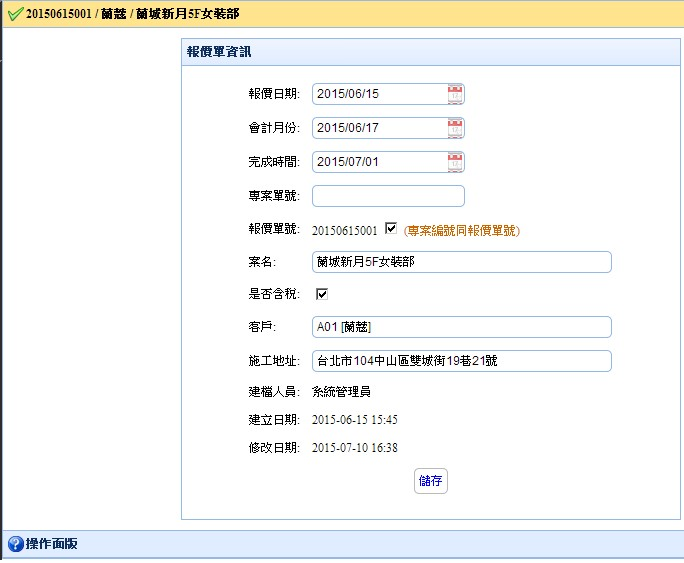 20150615001 / 蘭蔻 / 蘭城新月5F女裝部
報價單資訊
報價日期: 2015/06/15
會計月份: 2015/06/17
完成時間: 2015/07/01
專案單號:
報價單號: 20150615001 (專案編號同報價單號)
案名: 蘭城新月5F女裝部
是否含稅:
客戶: A01 [蘭蔻]
施工地址: 台北市104中山區雙城街19巷21號
建檔人員: 系統管理員
建立日期: 2015-06-15 15:45
修改日期: 2015-07-10 16:38
儲存
操作面版